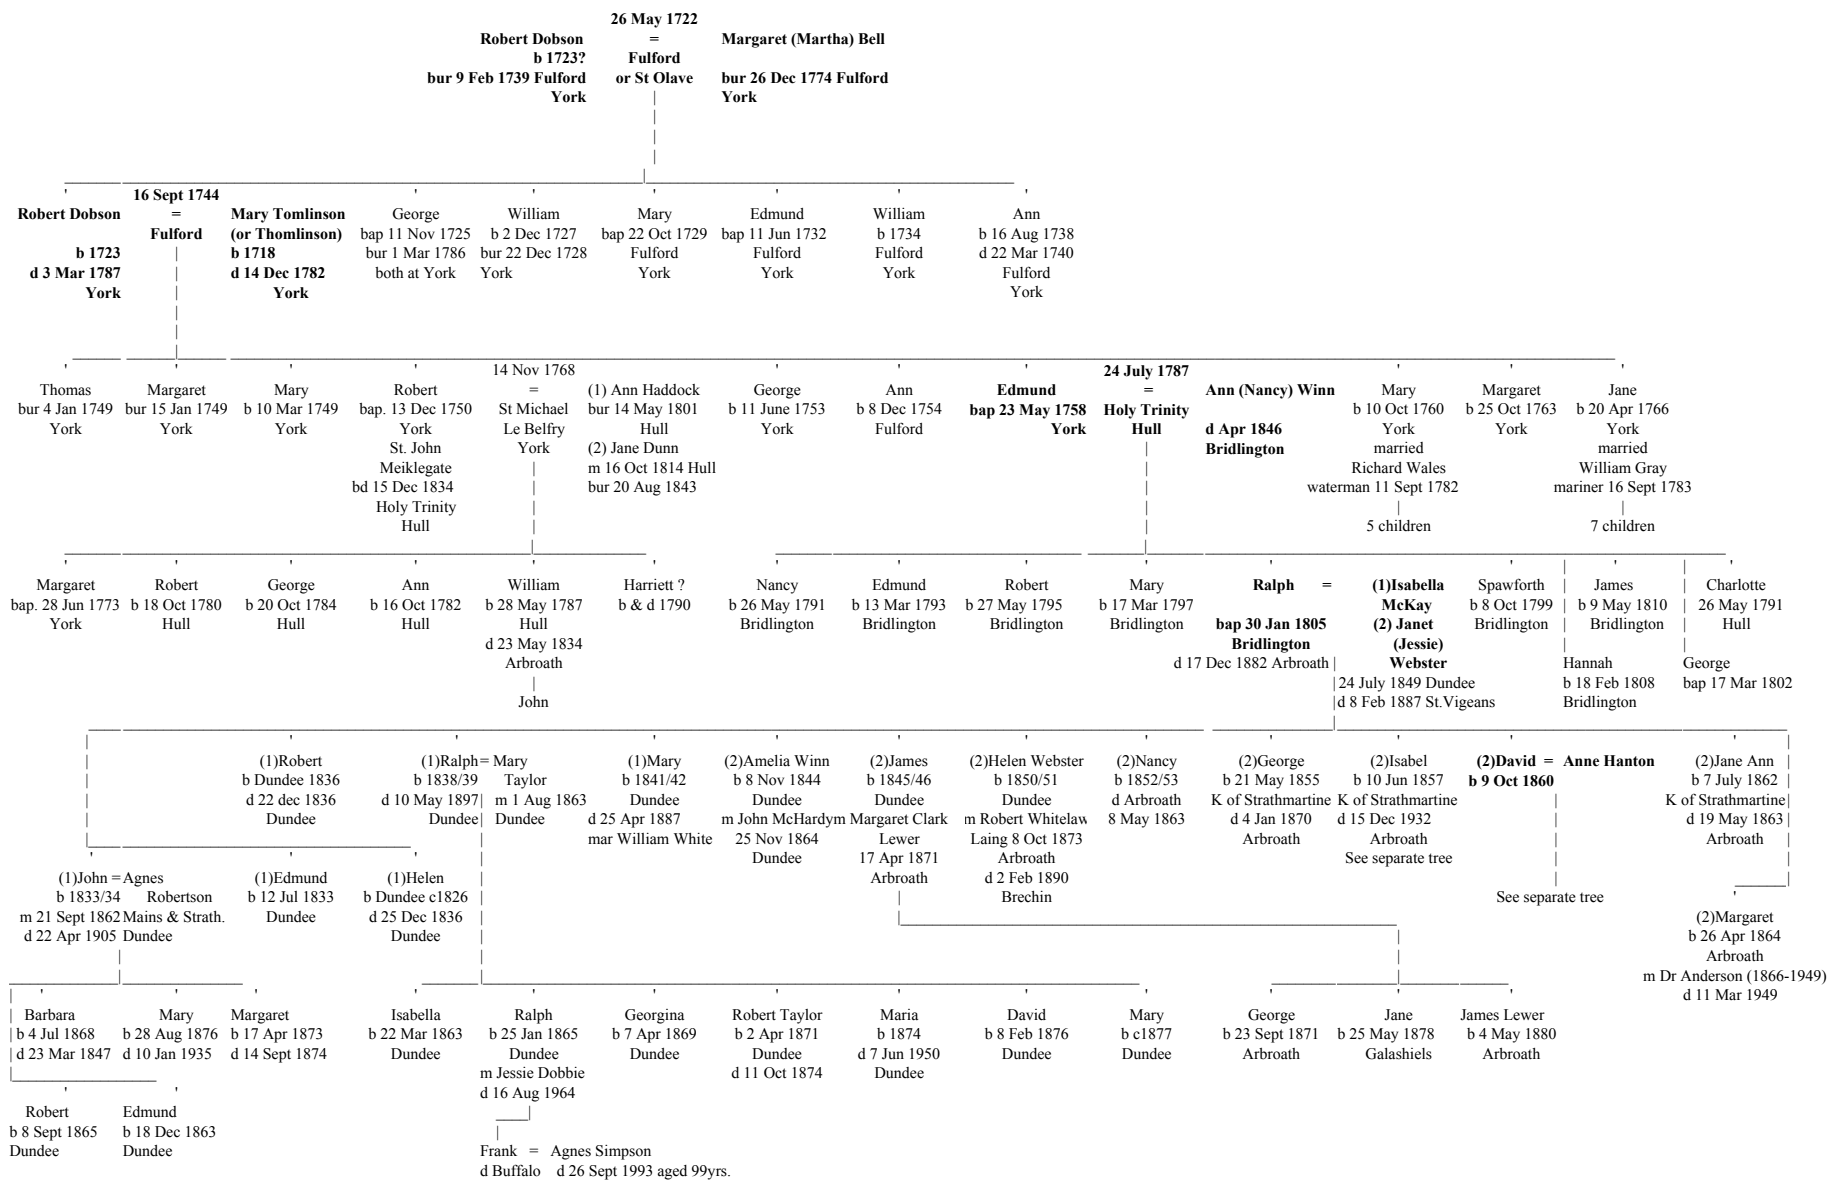 26 May 1722
Robert Dobson = Margaret (Martha) Bell
b 1723? Fulford
bur 9 Feb 1739 Fulford or St Olave bur 26 Dec 1774 Fulford
York York
16 Sept 1744
Robert Dobson = Mary Tomlinson George William Mary Edmund William Ann
Fulford (or Thomlinson) bap 11 Nov 1725 b 2 Dec 1727 bap 22 Oct 1729 bap 11 Jun 1732 b 1734 b 16 Aug 1738
b 1723 b 1718 bur 1 Mar 1786 bur 22 Dec 1728 Fulford Fulford Fulford d 22 Mar 1740
d 3 Mar 1787 d 14 Dec 1782 both at York York York York York Fulford
York York York
14 Nov 1768 24 July 1787
Thomas Margaret Mary Robert = (1) Ann Haddock George Ann Edmund = Ann (Nancy) Winn Mary Margaret Jane
bur 4 Jan 1749 bur 15 Jan 1749 b 10 Mar 1749 bap. 13 Dec 1750 St Michael bur 14 May 1801 b 11 June 1753 b 8 Dec 1754 bap 23 May 1758 Holy Trinity b 10 Oct 1760 b 25 Oct 1763 b 20 Apr 1766
York York York York Le Belfry Hull York Fulford York Hull d Apr 1846 York York York
St. John York (2) Jane Dunn Bridlington married married
Meiklegate m 16 Oct 1814 Hull Richard Wales William Gray
bd 15 Dec 1834 bur 20 Aug 1843 waterman 11 Sept 1782 mariner 16 Sept 1783
Holy Trinity
Hull 5 children 7 children
Margaret Robert George Ann William Harriett ? Nancy Edmund Robert Mary Ralph = (1)Isabella Spawforth James Charlotte
bap. 28 Jun 1773 b 18 Oct 1780 b 20 Oct 1784 b 16 Oct 1782 b 28 May 1787 b & d 1790 b 26 May 1791 b 13 Mar 1793 b 27 May 1795 b 17 Mar 1797 McKay b 8 Oct 1799 b 9 May 1810 26 May 1791
York Hull Hull Hull Hull Bridlington Bridlington Bridlington Bridlington bap 30 Jan 1805 (2) Janet Bridlington Bridlington Hull
d 23 May 1834 Bridlington (Jessie)
Arbroath d 17 Dec 1882 Arbroath Webster Hannah George
24 July 1849 Dundee b 18 Feb 1808 bap 17 Mar 1802
John d 8 Feb 1887 St.Vigeans Bridlington
(1)Robert (1)Ralph = Mary (1)Mary (2)Amelia Winn (2)James (2)Helen Webster (2)Nancy (2)George (2)Isabel (2)David = Anne Hanton (2)Jane Ann
b Dundee 1836 b 1838/39 Taylor b 1841/42 b 8 Nov 1844 b 1845/46 b 1850/51 b 1852/53 b 21 May 1855 b 10 Jun 1857 b 9 Oct 1860 b 7 July 1862
d 22 dec 1836 d 10 May 1897 m 1 Aug 1863 Dundee Dundee Dundee Dundee d Arbroath K of Strathmartine K of Strathmartine K of Strathmartine
Dundee Dundee Dundee d 25 Apr 1887 m John McHardy m Margaret Clark m Robert Whitelaw 8 May 1863 d 4 Jan 1870 d 15 Dec 1932 d 19 May 1863
mar William White 25 Nov 1864 Lewer Laing 8 Oct 1873 Arbroath Arbroath Arbroath
Dundee 17 Apr 1871 Arbroath See separate tree
(1)John = Agnes (1)Edmund (1)Helen Arbroath d 2 Feb 1890
b 1833/34 Robertson b 12 Jul 1833 b Dundee c1826 Brechin See separate tree
m 21 Sept 1862 Mains & Strath. Dundee d 25 Dec 1836 (2)Margaret
d 22 Apr 1905 Dundee Dundee b 26 Apr 1864
Arbroath
m Dr Anderson (1866-1949)
d 11 Mar 1949
Barbara Mary Margaret Isabella Ralph Georgina Robert Taylor Maria David Mary George Jane James Lewer
b 4 Jul 1868 b 28 Aug 1876 b 17 Apr 1873 b 22 Mar 1863 b 25 Jan 1865 b 7 Apr 1869 b 2 Apr 1871 b 1874 b 8 Feb 1876 b c1877 b 23 Sept 1871 b 25 May 1878 b 4 May 1880
d 23 Mar 1847 d 10 Jan 1935 d 14 Sept 1874 Dundee Dundee Dundee Dundee d 7 Jun 1950 Dundee Dundee Arbroath Galashiels Arbroath
m Jessie Dobbie d 11 Oct 1874 Dundee
d 16 Aug 1964
Robert Edmund
b 8 Sept 1865 b 18 Dec 1863
Dundee Dundee
Frank = Agnes Simpson
d Buffalo d 26 Sept 1993 aged 99yrs.